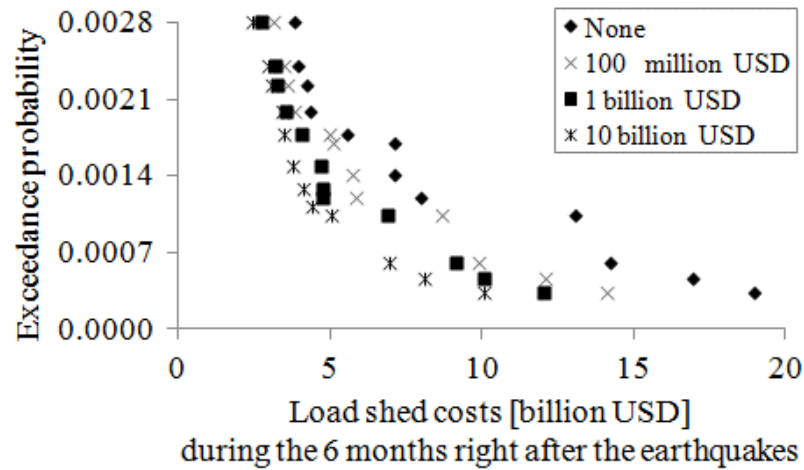 Exceedance probability
0.0028
0.0021
0.0014
0.0007
0.0000
None
100 million USD
1 billion USD
10 billion USD
0 5 10 15 20
Load shed costs [billion USD]
during the 6 months right after the earthquakes